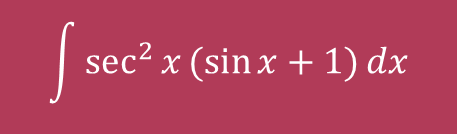 ∫ sec² x (sin x + 1) dx